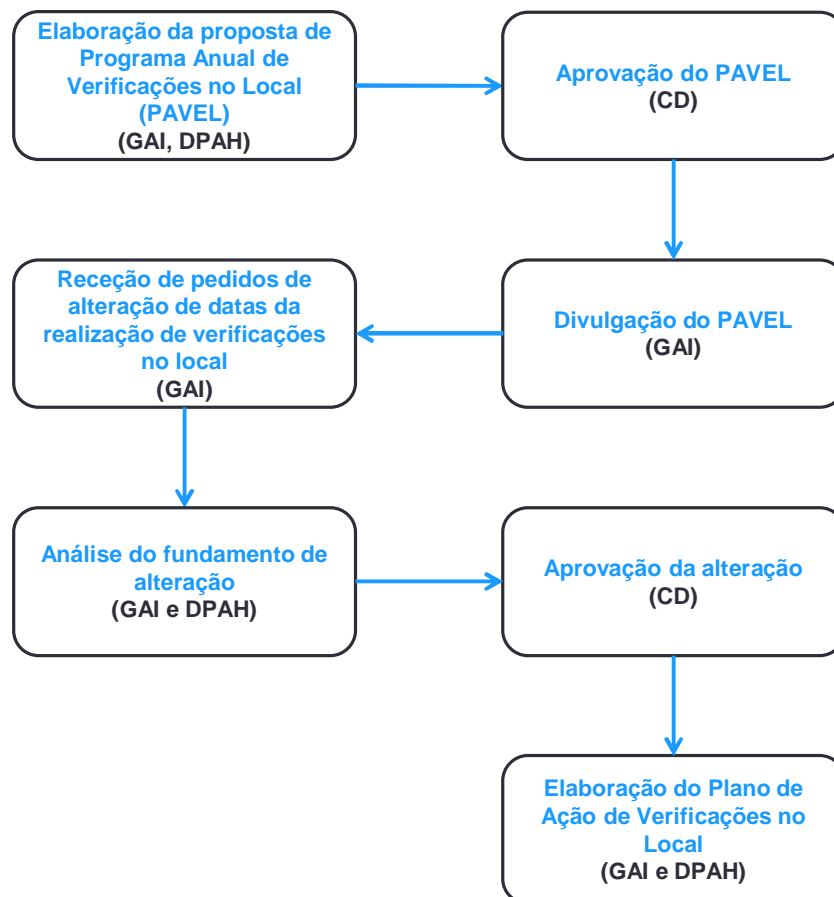 Elaboração da proposta de
Programa Anual de
Verificações no Local
(PAVEL)
(GAI, DPAH)
Aprovação do PAVEL
(CD)
Divulgação do PAVEL
(GAI)
Receção de pedidos de
alteração de datas da
realização de verificações
no local
(GAI)
Análise do fundamento de
alteração
(GAI e DPAH)
Aprovação da alteração
(CD)
Elaboração do Plano de
Ação de Verificações no
Local
(GAI e DPAH)